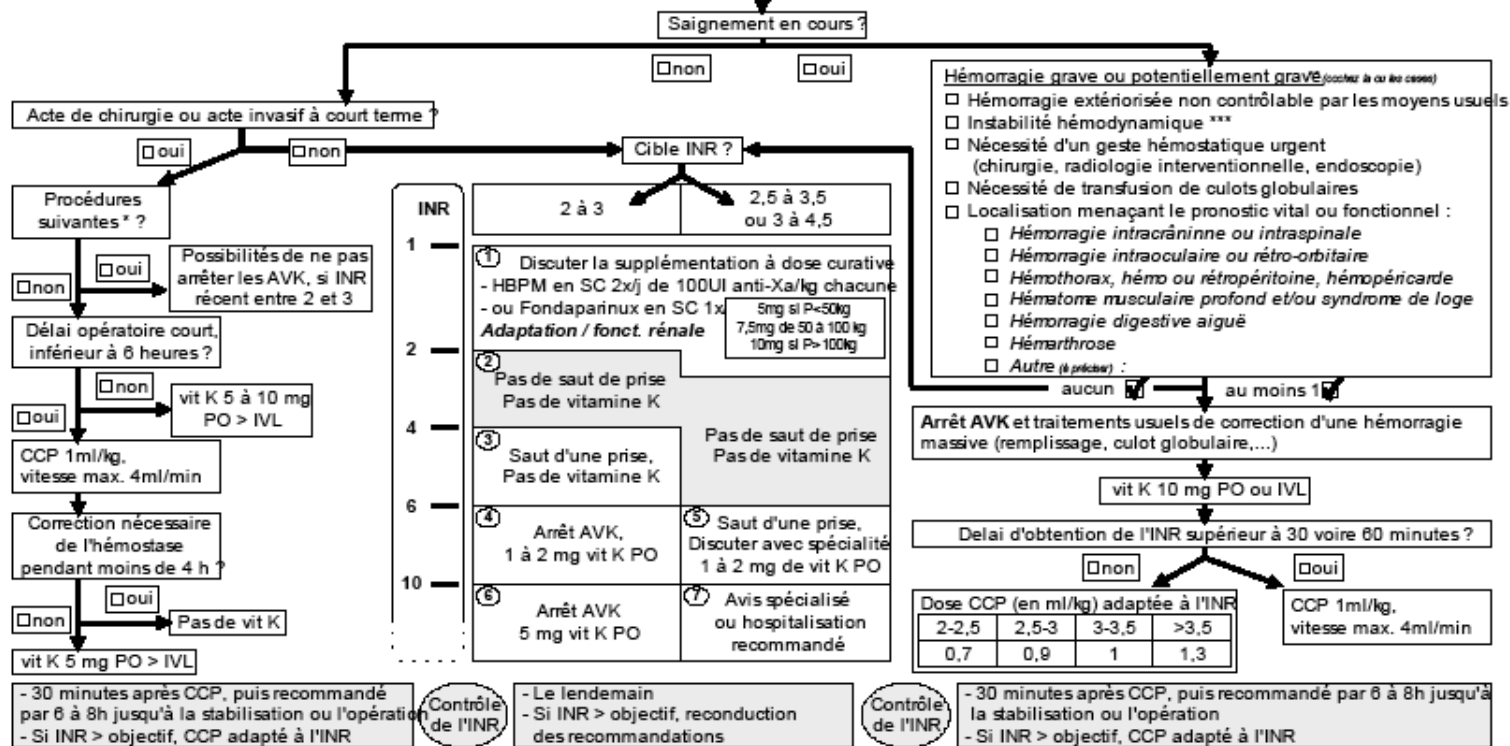 Saignement en cours ?
non
oui
Acte de chirurgie ou acte invasif à court terme ?
oui
non
Procédures
suivantes * ?
non
oui
Possibilités de ne pas
arrêter les AVK, si INR
récent entre 2 et 3
Délai opératoire court,
inférieur à 6 heures ?
non
oui
vit K 5 à 10 mg
PO > IVL
CCP 1ml/kg,
vitesse max. 4ml/min
Correction nécessaire
de l'hémostase
pendant moins de 4 h ?
oui
non
Pas de vit K
vit K 5 mg PO > IVL
Cible INR ?
INR
2 à 3
2,5 à 3,5
ou 3 à 4,5
1
2
4
6
10
1 Discuter la supplémentation à dose curative
- HBPM en SC 2x/j de 100UI anti-Xa/kg chacune
- ou Fondaparinux en SC 1x
Adaptation / fonct. rénale
5mg si P<50kg
7,5mg de 50 à 100 kg
10mg si P>100kg
2
Pas de saut de prise
Pas de vitamine K
Pas de saut de prise
Pas de vitamine K
3
Saut d'une prise,
Pas de vitamine K
4
Arrêt AVK,
1 à 2 mg vit K PO
5 Saut d'une prise,
Discuter avec spécialité
1 à 2 mg de vit K PO
6
Arrêt AVK
5 mg vit K PO
7 Avis spécialisé
ou hospitalisation
recommandé
Hémorragie grave ou potentiellement grave (cochez la ou les cases)
Hémorragie extériorisée non contrôlable par les moyens usuels
Instabilité hémodynamique ***
Nécessité d'un geste hémostatique urgent
(chirurgie, radiologie interventionnelle, endoscopie)
Nécessité de transfusion de culots globulaires
Localisation menaçant le pronostic vital ou fonctionnel :
Hémorragie intracrâninne ou intraspinale
Hémorragie intraoculaire ou rétro-orbitaire
Hémothorax, hémo ou rétropéritoine, hémopéricarde
Hématome musculaire profond et/ou syndrome de loge
Hémorragie digestive aiguë
Hémarthrose
Autre (à préciser) :
aucun
au moins 1
Arrêt AVK et traitements usuels de correction d'une hémorragie
massive (remplissage, culot globulaire,...)
vit K 10 mg PO ou IVL
Delai d'obtention de l'INR supérieur à 30 voire 60 minutes ?
non
oui
Dose CCP (en ml/kg) adaptée à l'INR
2-2,5 2,5-3 3-3,5 >3,5
0,7 0,9 1 1,3
CCP 1ml/kg,
vitesse max. 4ml/min
- 30 minutes après CCP, puis recommandé
par 6 à 8h jusqu'à la stabilisation ou l'opération
- Si INR > objectif, CCP adapté à l'INR
Contrôle
de l'INR
- Le lendemain
- Si INR > objectif, reconduction
des recommandations
Contrôle
de l'INR
- 30 minutes après CCP, puis recommandé par 6 à 8h jusqu'à
la stabilisation ou l'opération
- Si INR > objectif, CCP adapté à l'INR